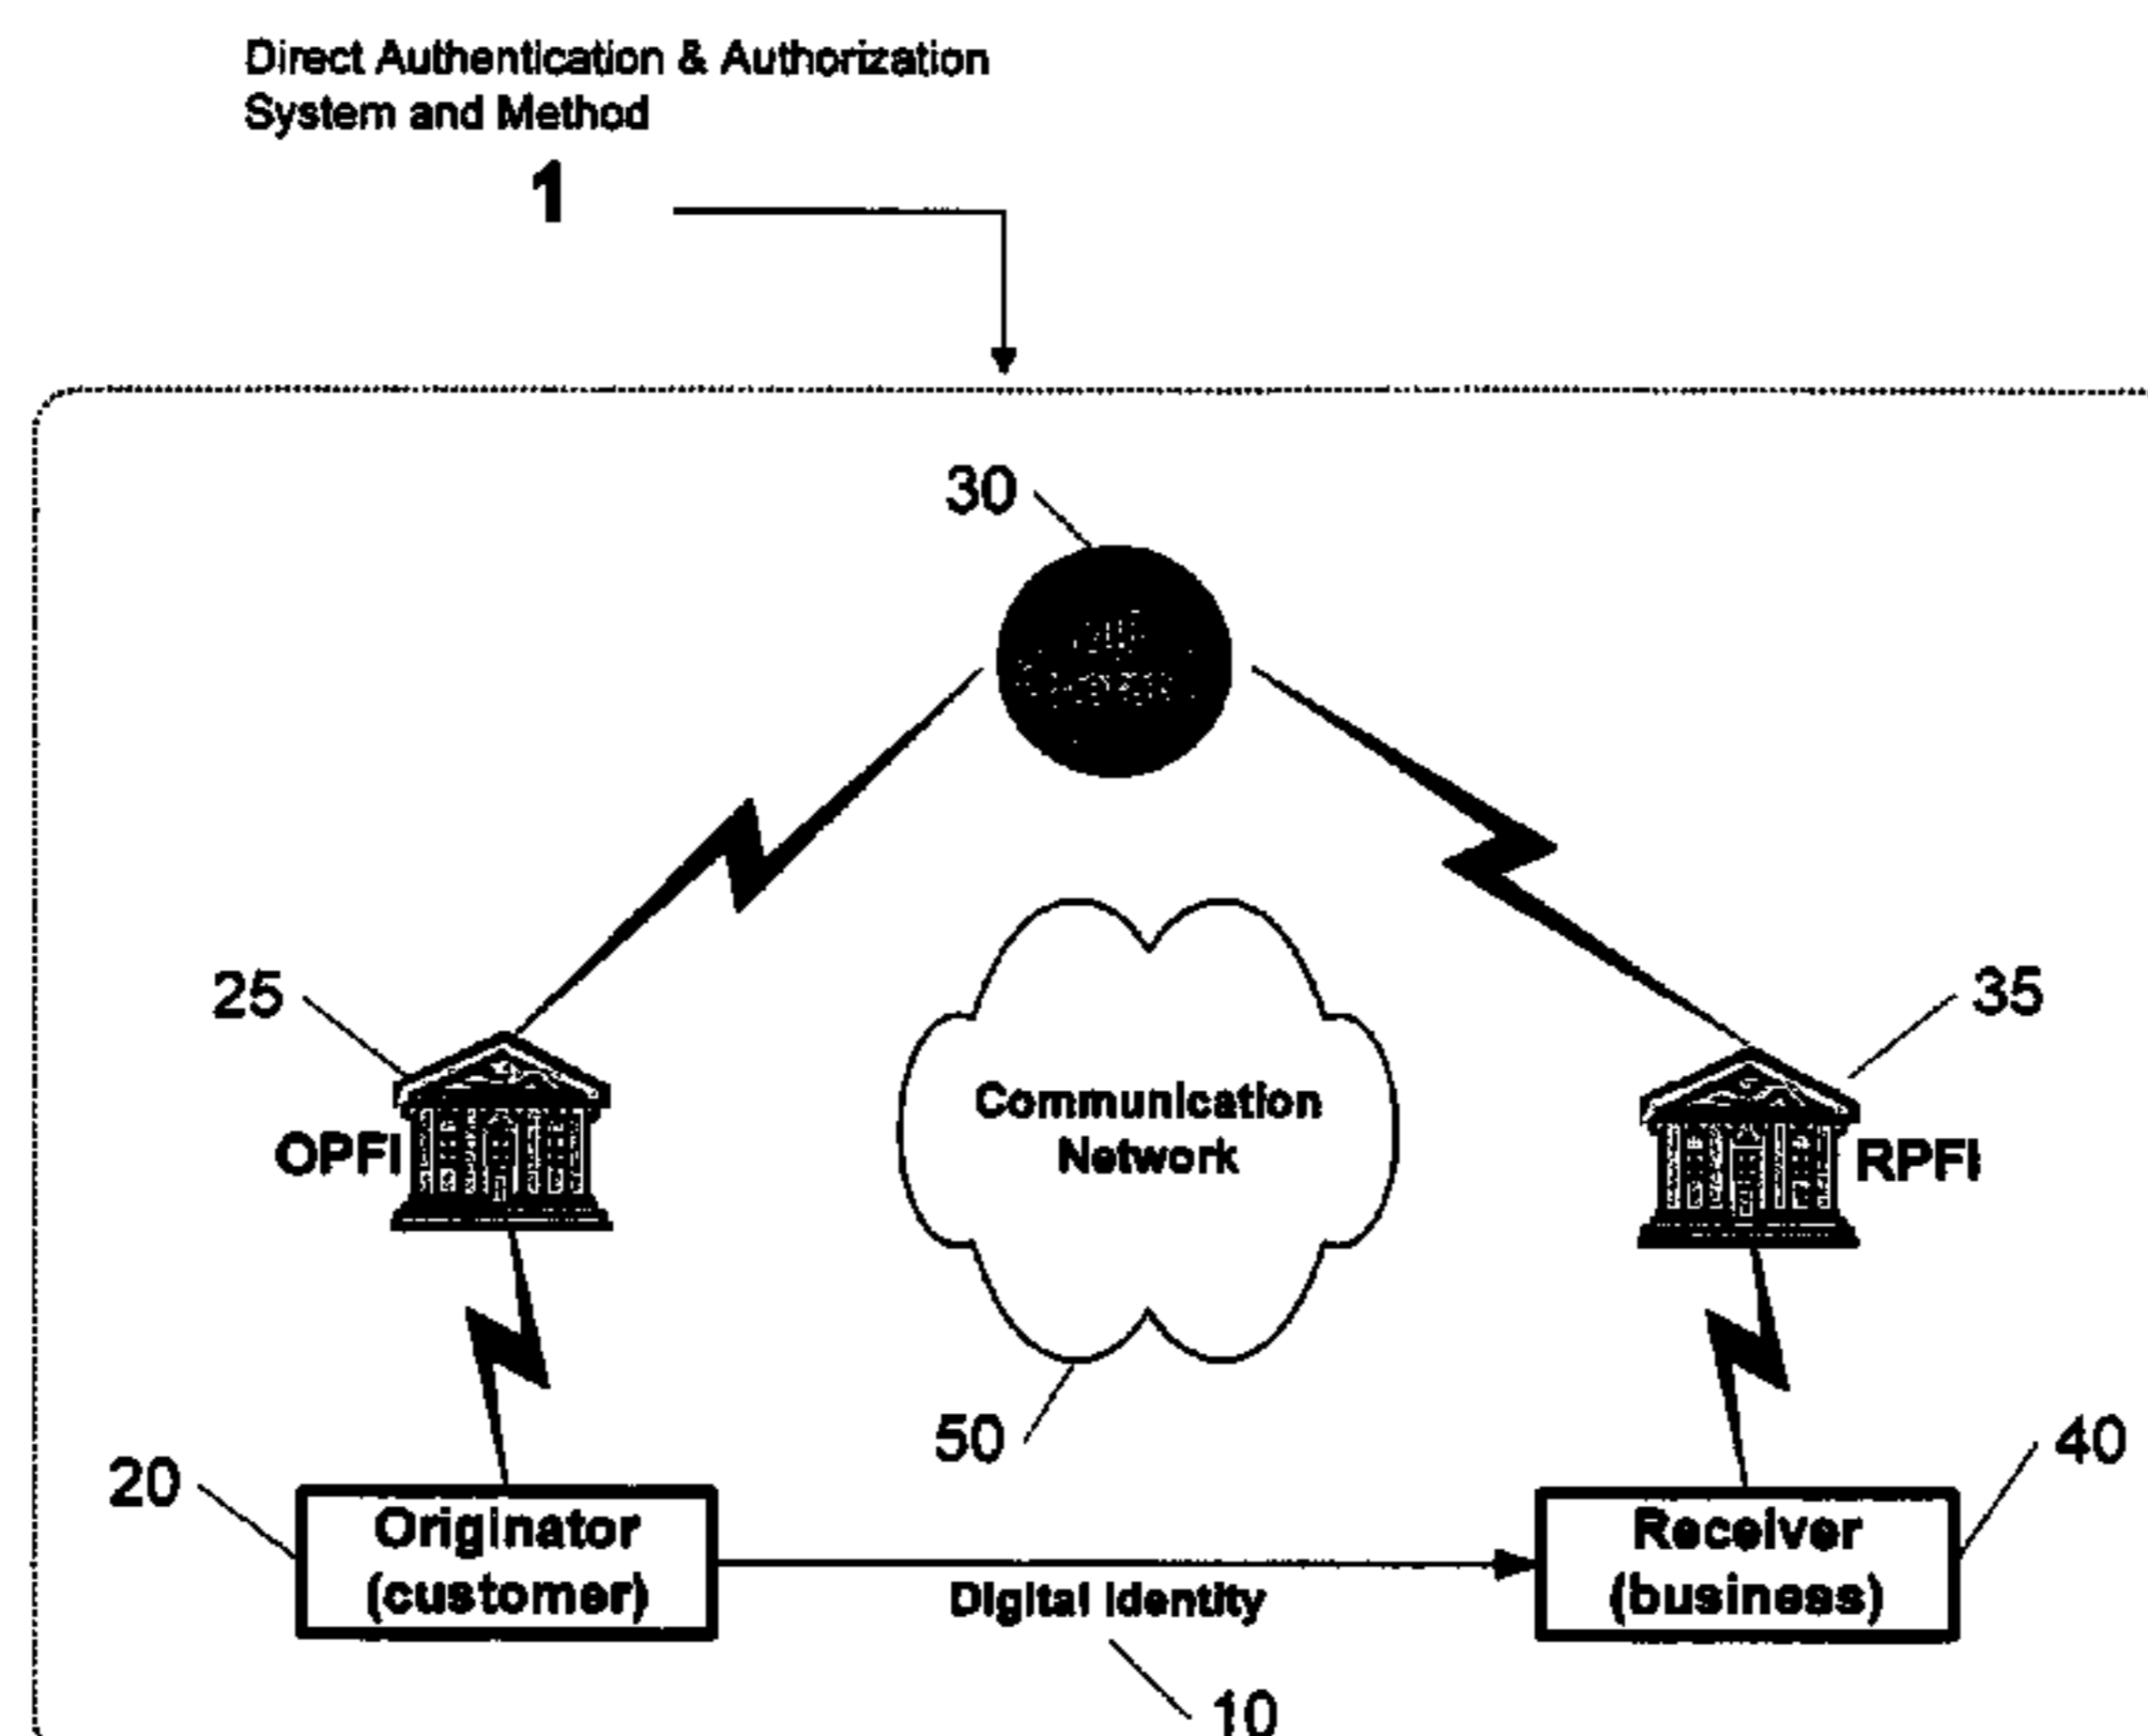 Direct Authentication & Authorization
System and Method
1
30
25
35
OPFI
Communication
Network
RPFI
50
20
40
Originator
(customer)
Receiver
(business)
Digital Identity
10